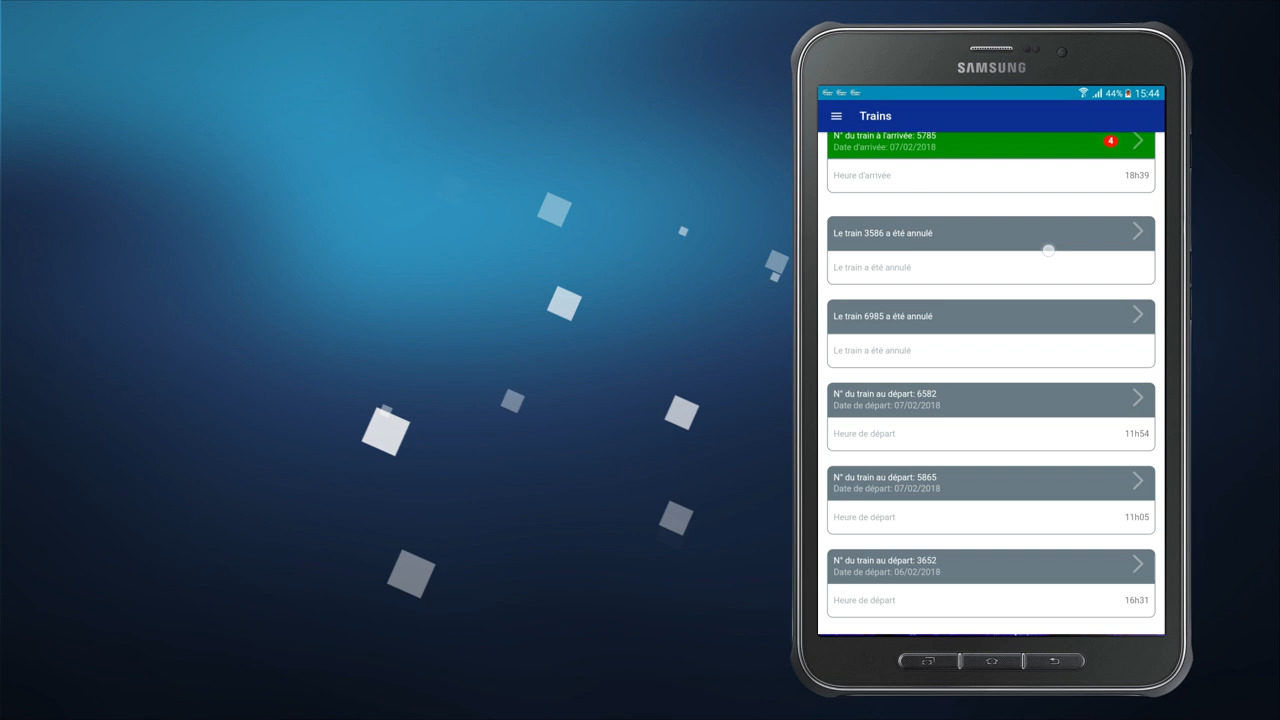 SAMSUNG
44% 15:44
Trains
N° du train à l'arrivée: 5785
Date d'arrivée: 07/02/2018
4
Heure d'arrivée 18h39
Le train 3586 a été annulé
Le train a été annulé
Le train 6985 a été annulé
Le train a été annulé
N° du train au départ: 6582
Date de départ: 07/02/2018
Heure de départ 11h54
N° du train au départ: 5865
Date de départ: 07/02/2018
Heure de départ 11h05
N° du train au départ: 3652
Date de départ: 06/02/2018
Heure de départ 16h31